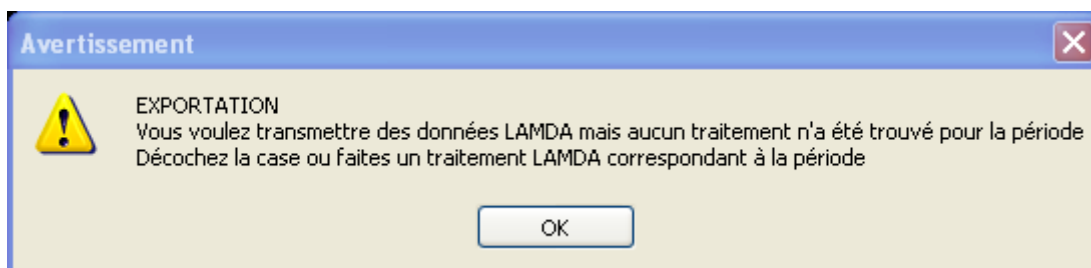 Avertissement
EXPORTATION
Vous voulez transmettre des données LAMDA mais aucun traitement n'a été trouvé pour la période
Décochez la case ou faites un traitement LAMDA correspondant à la période
OK